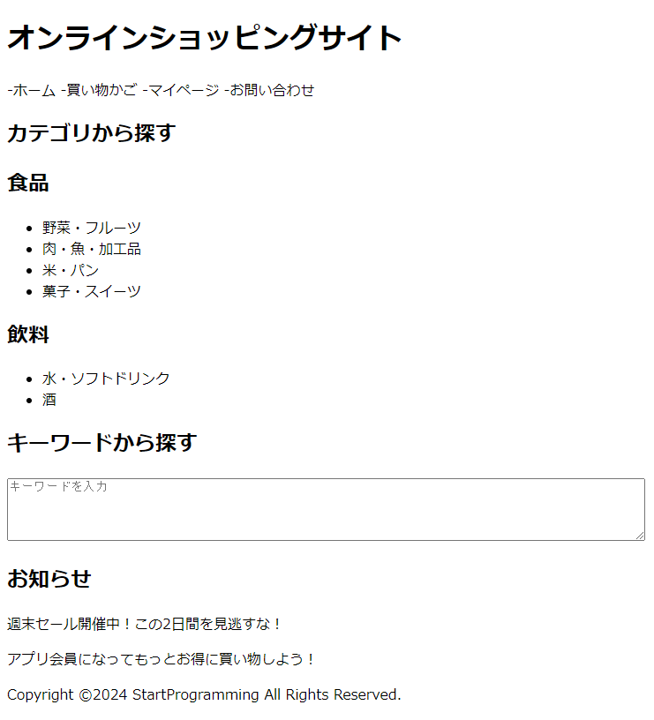 オンラインショッピングサイト
-ホーム -買い物かご -マイページ -お問い合わせ
カテゴリから探す
食品
• 野菜・フルーツ
• 肉・魚・加工品
• 米・パン
• 菓子・スイーツ
飲料
• 水・ソフトドリンク
• 酒
キーワードから探す
キーワードを入力
お知らせ
週末セール開催中！この2日間を見逃すな！
アプリ会員になってもっとお得に買い物しよう！
Copyright ©2024 StartProgramming All Rights Reserved.